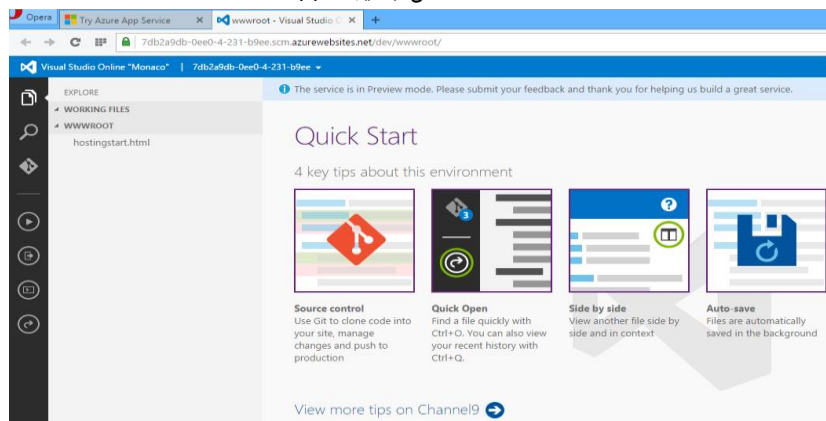 Opera
Try Azure App Service
wwwroot - Visual Studio
7db2a9db-0ee0-4-231-b9ee.scm.azurewebsites.net/dev/wwwroot/
Visual Studio Online "Monaco" | 7db2a9db-0ee0-4-231-b9ee
EXPLORE
WORKING FILES
WWWROOT
hostingstart.html
The service is in Preview mode. Please submit your feedback and thank you for helping us build a great service.
Quick Start
4 key tips about this environment
3
?
Source control
Use Git to clone code into
your site, manage
changes and push to
production
Quick Open
Find a file quickly with
Ctrl+O. You can also view
your recent history with
Ctrl+Q.
Side by side
View another file side by
side and in context
Auto-save
Files are automatically
saved in the background
View more tips on Channel9